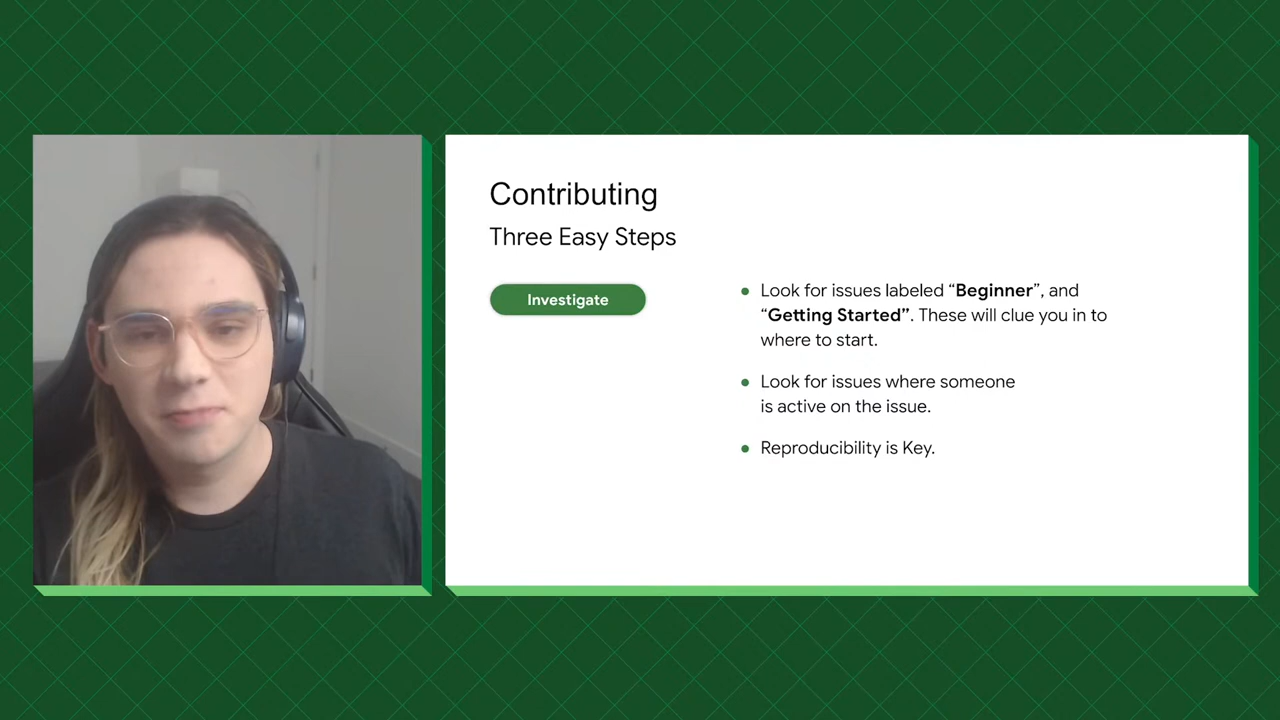 Contributing
Three Easy Steps
Investigate
Look for issues labeled “Beginner”, and
“Getting Started”. These will clue you in to
where to start.
Look for issues where someone
is active on the issue.
Reproducibility is Key.